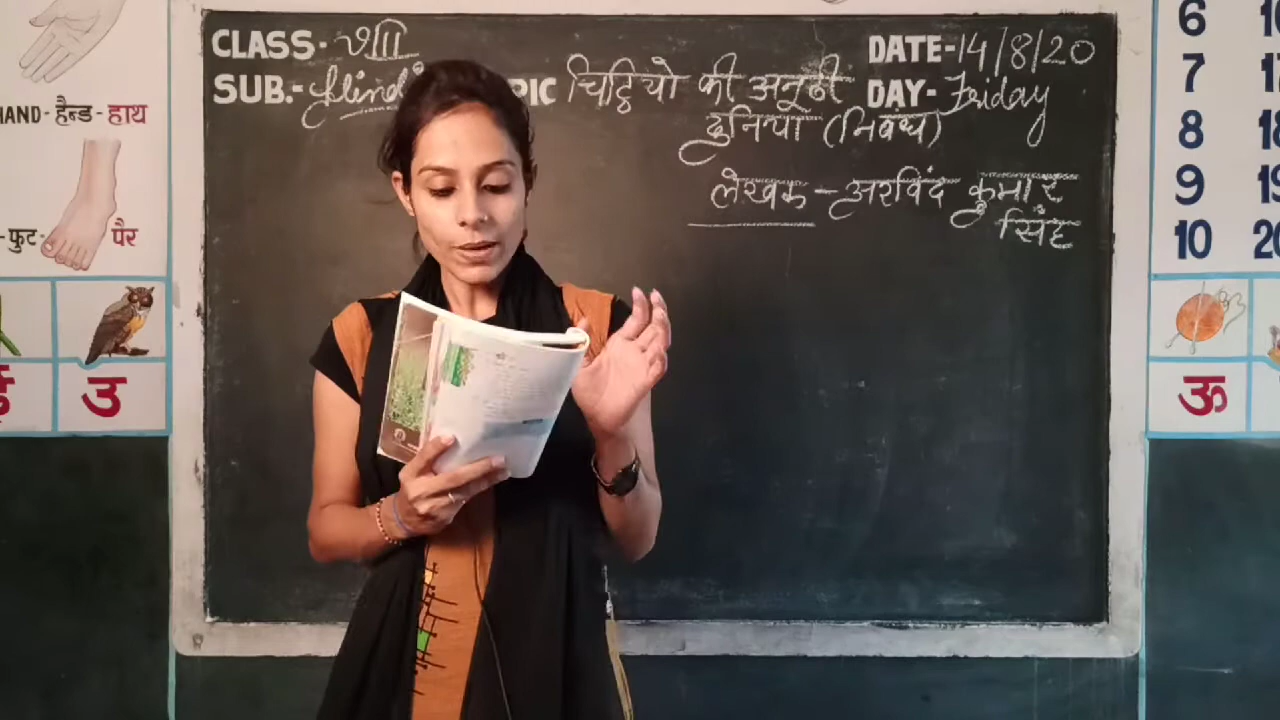 CLASS- VIII
DATE- 14/8/20
SUB.- Hindi
PIC चिट्ठियो की अनूठी
DAY- Friday
दुनिया (निबंध)
लेखक - अरविंद कुमार
सिंह
HAND - हैन्ड - हाथ
- फुट - पैर
उ
6
7
8
9
10
ऊ